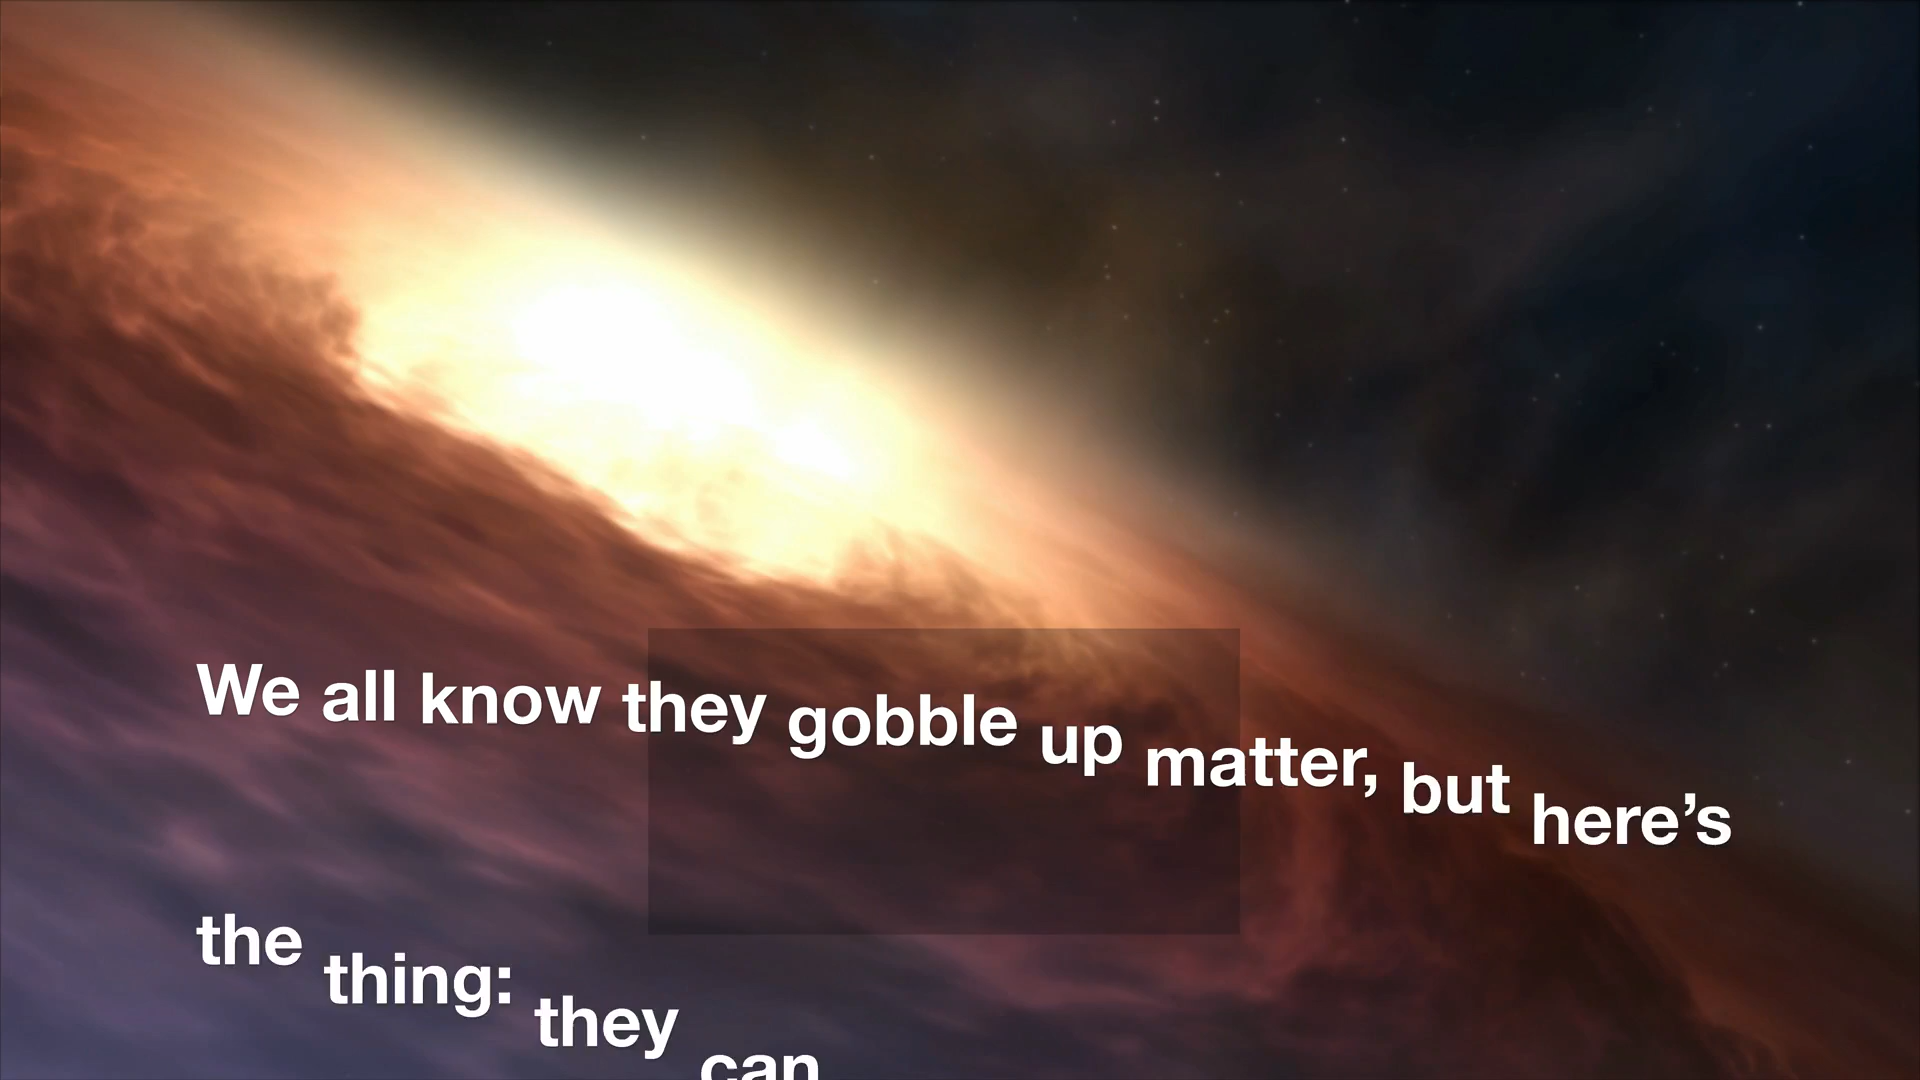 We all know they gobble up matter, but here’s
the thing: they can